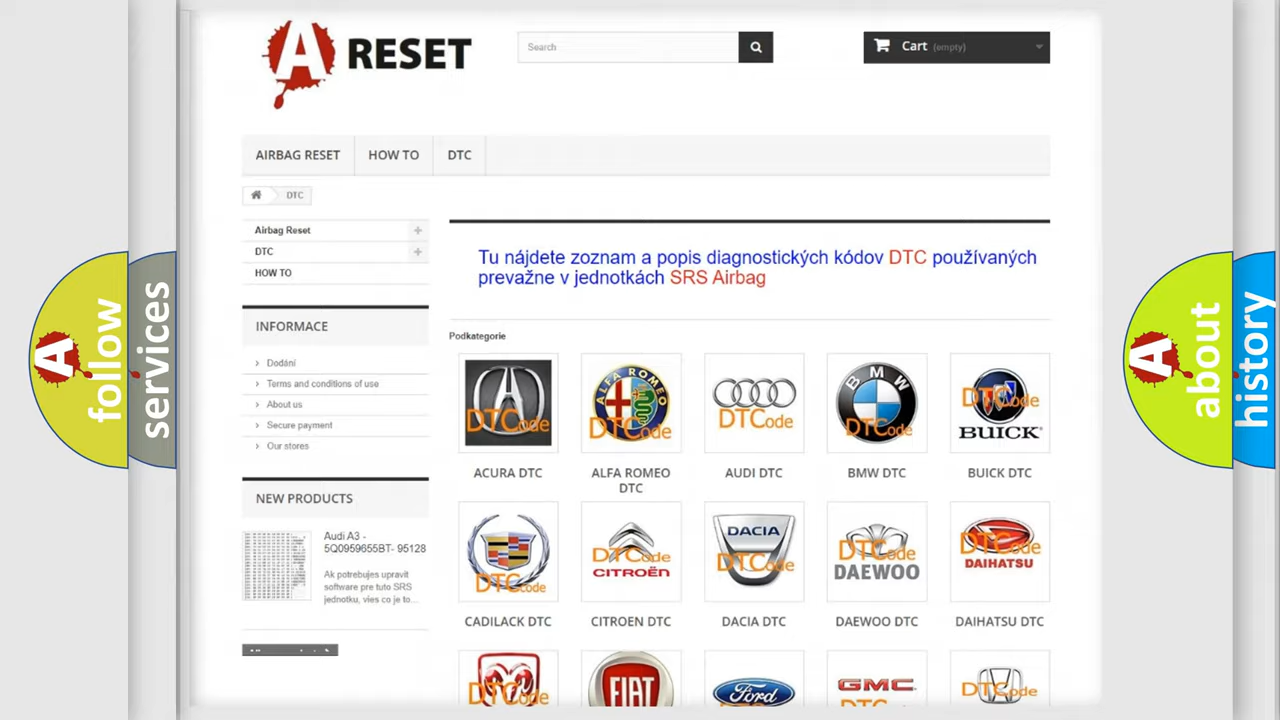 A RESET
Search
Cart (empty)
AIRBAG RESET
HOW TO
DTC
DTC
Airbag Reset
DTC
HOW TO
INFORMACE
Dodání
Terms and conditions of use
About us
Secure payment
Our stores
NEW PRODUCTS
Audi A3 -
5Q0959655BT- 95128
Ak potrebujes upravit
software pre tuto SRS
jednotku, vies co je to...
Tu nájdete zoznam a popis diagnostických kódov DTC používaných
prevažne v jednotkách SRS Airbag
Podkategorie
DTCode
ALFA ROMEO
DTCode
DTCode
BMW
DTCode
DTCode
BUICK
ACURA DTC
ALFA ROMEO
DTC
AUDI DTC
BMW DTC
BUICK DTC
DTCode
DTCode
CITROËN
DACIA
DTCode
DTCode
DAEWOO
DTCode
DAIHATSU
CADILACK DTC
CITROEN DTC
DACIA DTC
DAEWOO DTC
DAIHATSU DTC
DTCode
FIAT
Ford
GMC
DTCode
A
follow
services
A
about
history